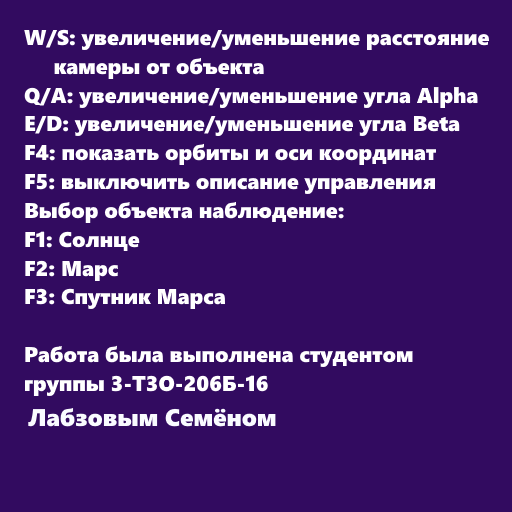 W/S: увеличение/уменьшение расстояние
камеры от объекта
Q/A: увеличение/уменьшение угла Alpha
E/D: увеличение/уменьшение угла Beta
F4: показать орбиты и оси координат
F5: выключить описание управления
Выбор объекта наблюдение:
F1: Солнце
F2: Марс
F3: Спутник Марса
Работа была выполнена студентом
группы 3-ТЗО-206Б-16
Лабзовым Семёном